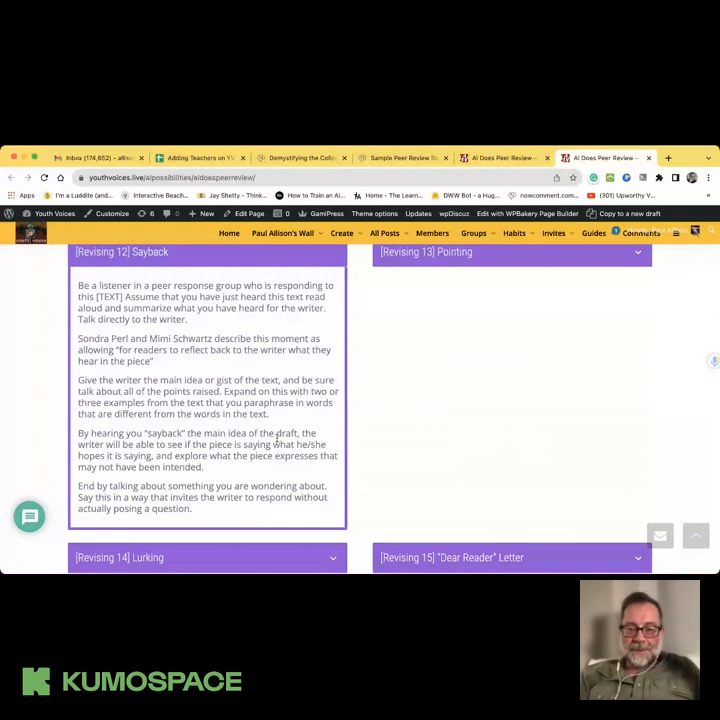 Inbox (174,652) - alliso
Adding Teachers on Y
Demystifying the Colle
Sample Peer Review Se
AI Does Peer Review –
AI Does Peer Review –
youthvoices.live/aipossibilities/aidoespeerreview/
Apps
I'm a Luddite (and...
Interactive Beach...
Jay Shetty - Think...
How to Train an AI...
Home - The Learn...
DWW Bot - a Hug...
nowcomment.com...
(301) Upworthy V...
Youth Voices
Customize
6
0
New
Edit Page
0
GamiPress
Theme options
Updates
wpDiscuz
Edit with WPBakery Page Builder
Copy to a new draft
Home
Paul Allison's Wall
Create
All Posts
Members
Groups
Habits
Invites
Guides
Comments
[Revising 12] Sayback
[Revising 13] Pointing
Be a listener in a peer response group who is responding to
this [TEXT] Assume that you have just heard this text read
aloud and summarize what you have heard for the writer.
Talk directly to the writer.
Sondra Perl and Mimi Schwartz describe this moment as
allowing “for readers to reflect back to the writer what they
hear in the piece”
Give the writer the main idea or gist of the text, and be sure
talk about all of the points raised. Expand on this with two or
three examples from the text that you paraphrase in words
that are different from the words in the text.
By hearing you “sayback” the main idea of the draft, the
writer will be able to see if the piece is saying what he/she
hopes it is saying, and explore what the piece expresses that
may not have been intended.
End by talking about something you are wondering about.
Say this in a way that invites the writer to respond without
actually posing a question.
[Revising 14] Lurking
[Revising 15] “Dear Reader” Letter
KUMOSPACE